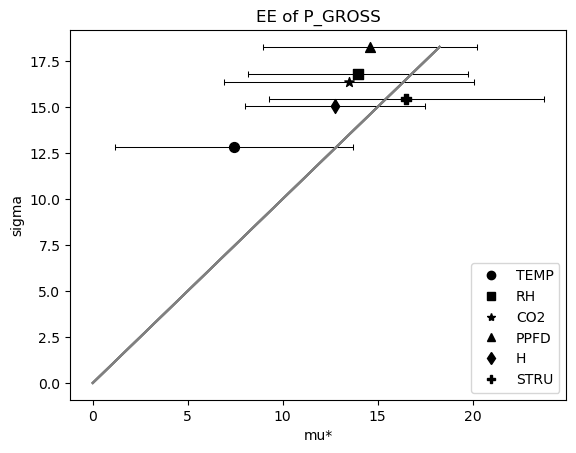 EE of P_GROSS
sigma
17.5
15.0
12.5
10.0
7.5
5.0
2.5
0.0
TEMP
RH
CO2
PPFD
H
STRU
0
5
10
15
20
mu*